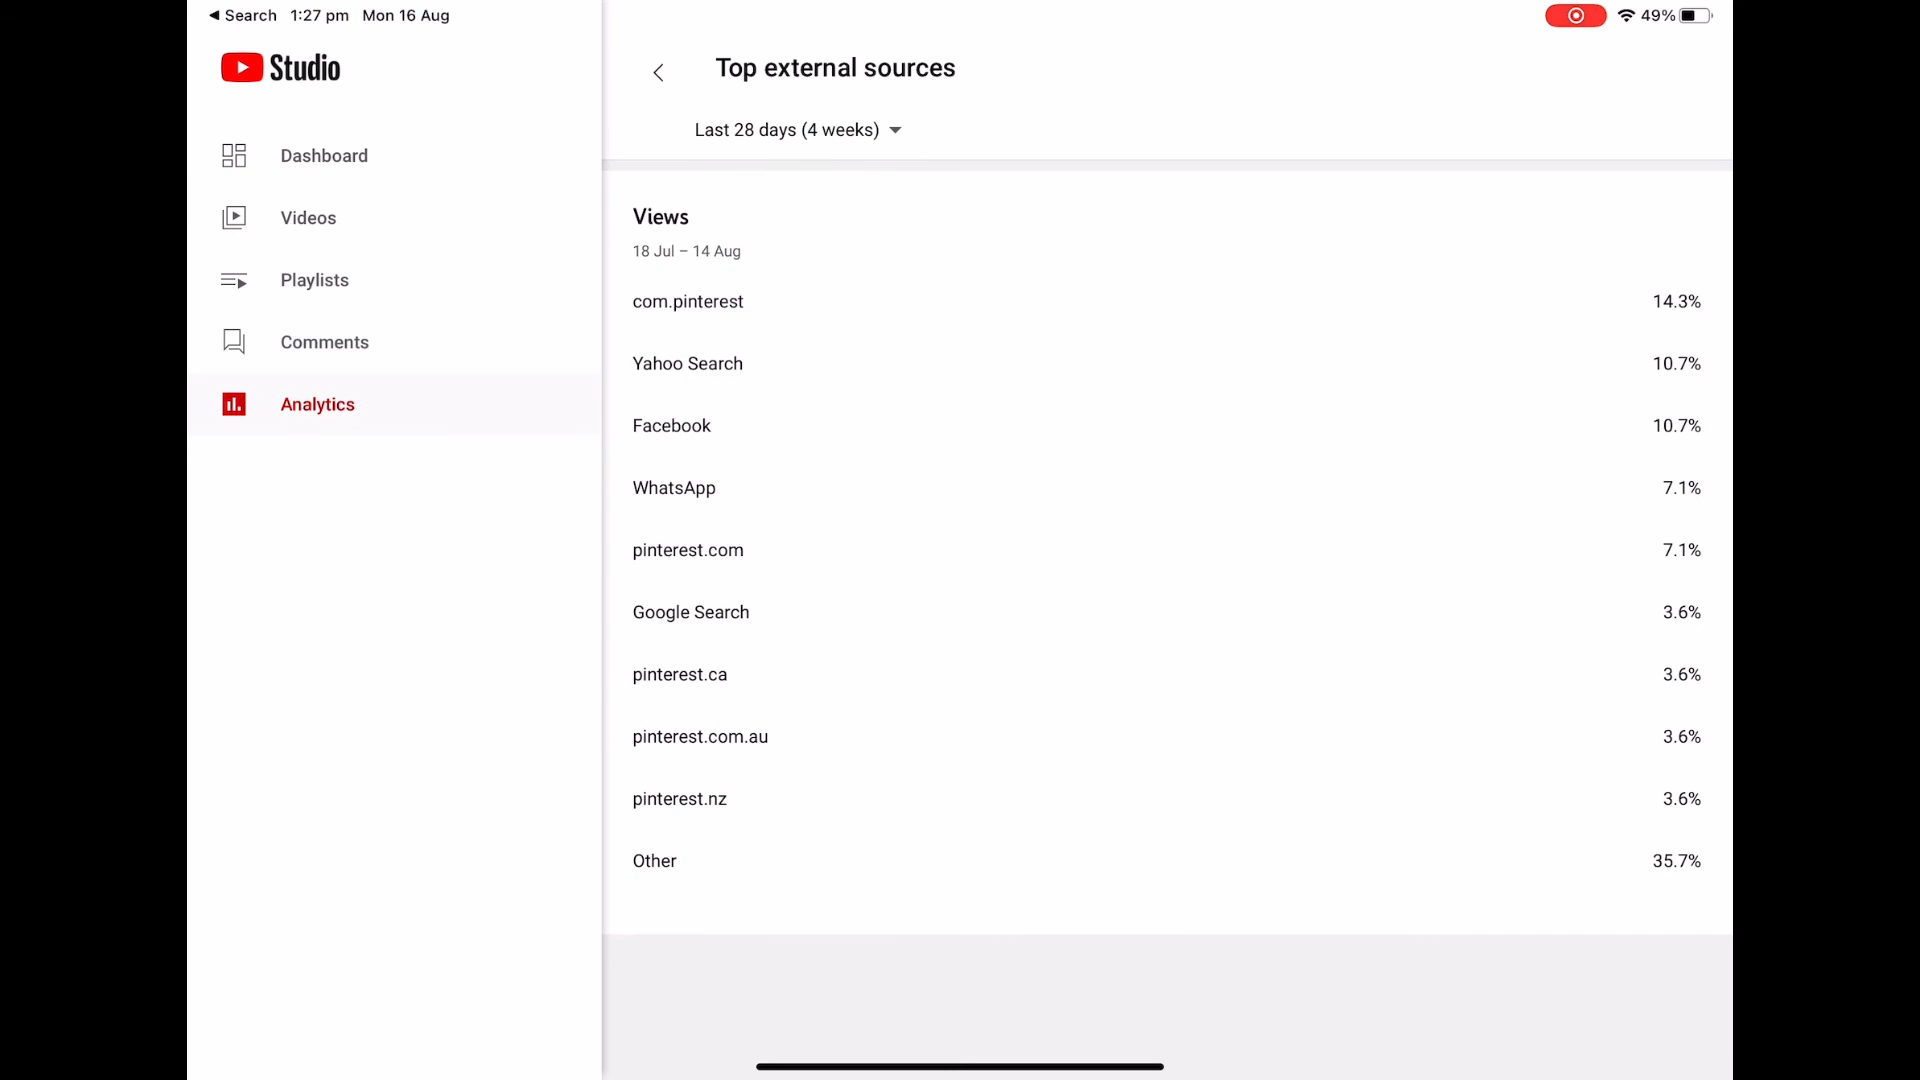 Search 1:27 pm Mon 16 Aug
49%
Studio
Dashboard
Videos
Playlists
Comments
Analytics
Top external sources
Last 28 days (4 weeks)
Views
18 Jul – 14 Aug
com.pinterest 14.3%
Yahoo Search 10.7%
Facebook 10.7%
WhatsApp 7.1%
pinterest.com 7.1%
Google Search 3.6%
pinterest.ca 3.6%
pinterest.com.au 3.6%
pinterest.nz 3.6%
Other 35.7%